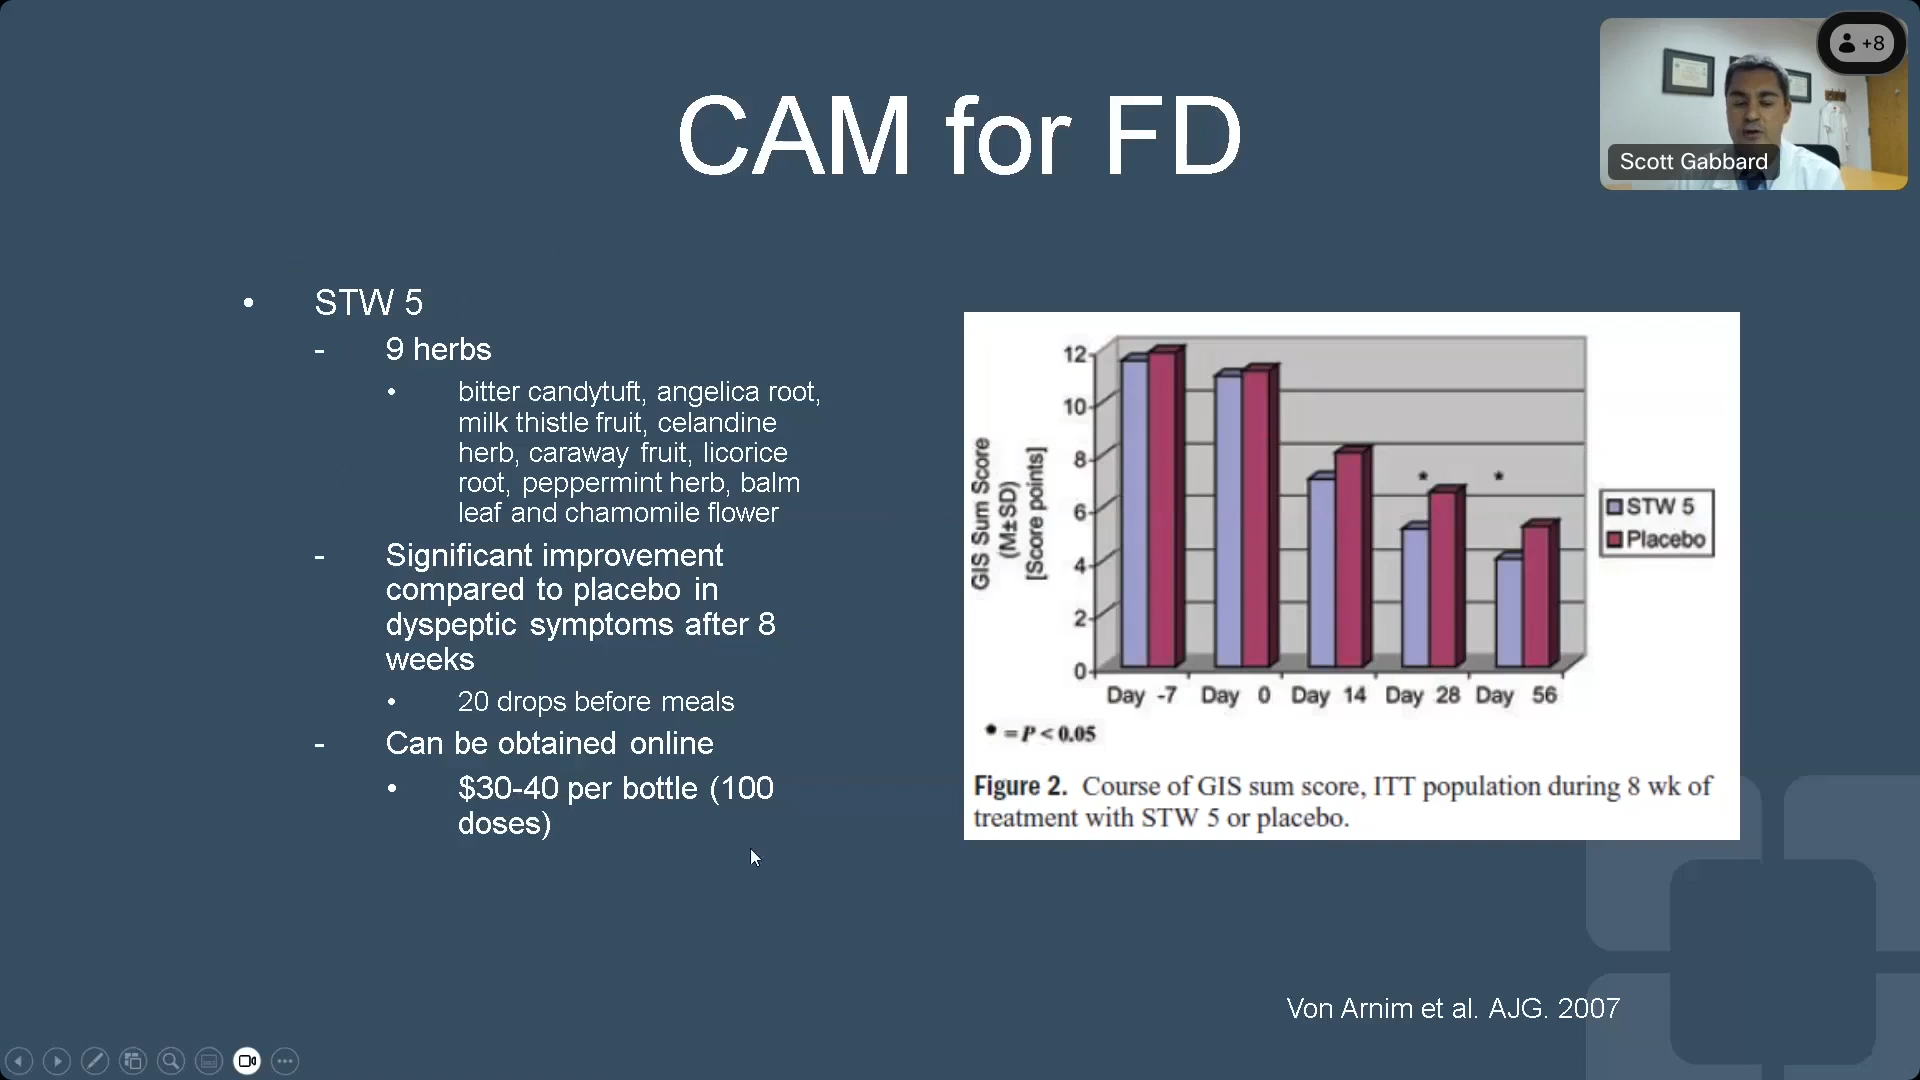 CAM for FD
+8
Scott Gabbard
• STW 5
- 9 herbs
• bitter candytuft, angelica root,
milk thistle fruit, celandine
herb, caraway fruit, licorice
root, peppermint herb, balm
leaf and chamomile flower
- Significant improvement
compared to placebo in
dyspeptic symptoms after 8
weeks
• 20 drops before meals
- Can be obtained online
• $30-40 per bottle (100
doses)
GIS Sum Score
(M±SD)
[Score points]
12
10
8
6
4
2
0
* *
Day -7 Day 0 Day 14 Day 28 Day 56
STW 5
Placebo
* = P < 0.05
Figure 2. Course of GIS sum score, ITT population during 8 wk of
treatment with STW 5 or placebo.
Von Arnim et al. AJG. 2007